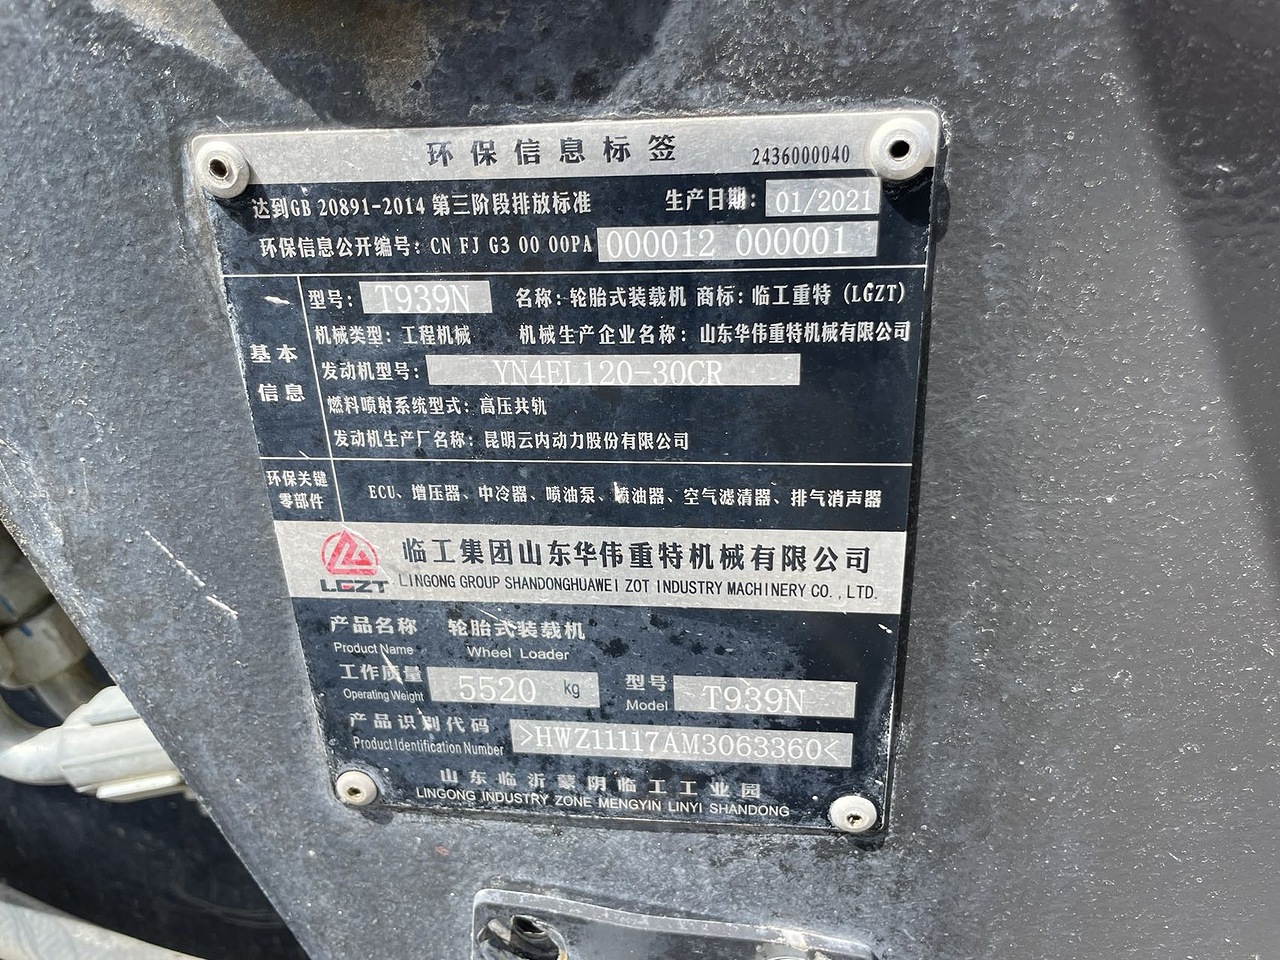 环保信息标签 2436000040
达到GB 20891-2014 第三阶段排放标准 生产日期: 01/2021
环保信息公开编号: CN FJ G3 00 00PA 000012 000001
基本信息
型号: T939N 名称: 轮胎式装载机 商标: 临工重特 (LGZT)
机械类型: 工程机械 机械生产企业名称: 山东华伟重特机械有限公司
发动机型号: YN4EL120-30CR
燃料喷射系统型式: 高压共轨
发动机生产厂名称: 昆明云内动力股份有限公司
环保关键零部件
ECU、增压器、中冷器、喷油泵、喷油器、空气滤清器、排气消声器
LGZT
临工集团山东华伟重特机械有限公司
LINGONG GROUP SHANDONGHUAWEI ZOT INDUSTRY MACHINERY CO.,LTD.
产品名称 轮胎式装载机
Product Name Wheel Loader
工作质量 5520 kg 型号 T939N
Operating Weight Model
产品识别代码 >HWZ11117AM3063360<
Product Identification Number
山东临沂蒙阴临工工业园
LINGONG INDUSTRY ZONE MENGYIN LINYI SHANDONG